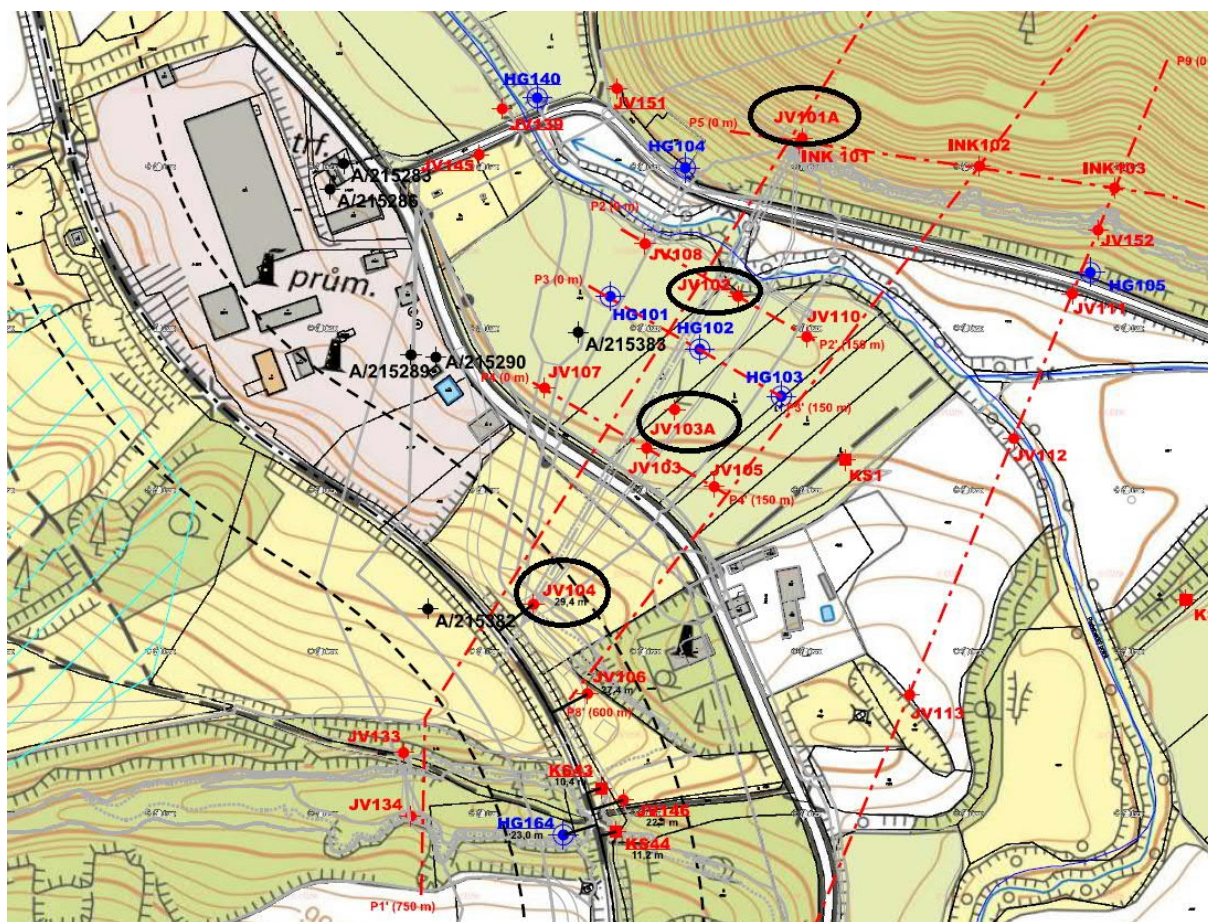 P9 (0
HG140
JV151
JV139
JV101A
P5 (0 m)
INK 101
INK102
INK103
trf.
JV145
HG104
A/215283
A/215286
P2 (0 m)
JV108
JV152
prům.
P3 (0 m)
JV102
HG105
HG101
JV111
HG102
JV110
A/215383
P2' (150 m)
A/215290
A/215289
P4 (0 m)
JV107
HG103
P3' (150 m)
JV103A
JV112
JV103
JV105
KS1
P4' (150 m)
JV104
29,4 m
A/215382
JV106
27,4 m
P8' (600 m)
JV113
JV133
KS43
10,4 m
JV134
JV146
HG164
23,0 m
KS44
11,2 m
P1' (750 m)